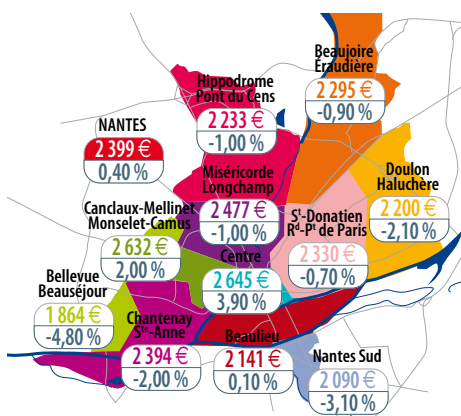 Beaujoire
Éraudière
2 295 €
-0,90 %
Hippodrome
Pont du Cens
2 233 €
-1,00 %
NANTES
2 399 €
0,40 %
Miséricorde
Longchamp
2 477 €
-1,00 %
Doulon
Haluchère
2 200 €
-2,10 %
Canclaux-Mellinet
Monselet-Camus
2 632 €
2,00 %
Sᵗ-Donatien
Rᵈ-Pᵗ de Paris
2 330 €
-0,70 %
Centre
2 645 €
3,90 %
Bellevue
Beauséjour
1 864 €
-4,80 %
Chantenay
Sᵗᵉ-Anne
2 394 €
-2,00 %
Beaulieu
2 141 €
0,10 %
Nantes Sud
2 090 €
-3,10 %